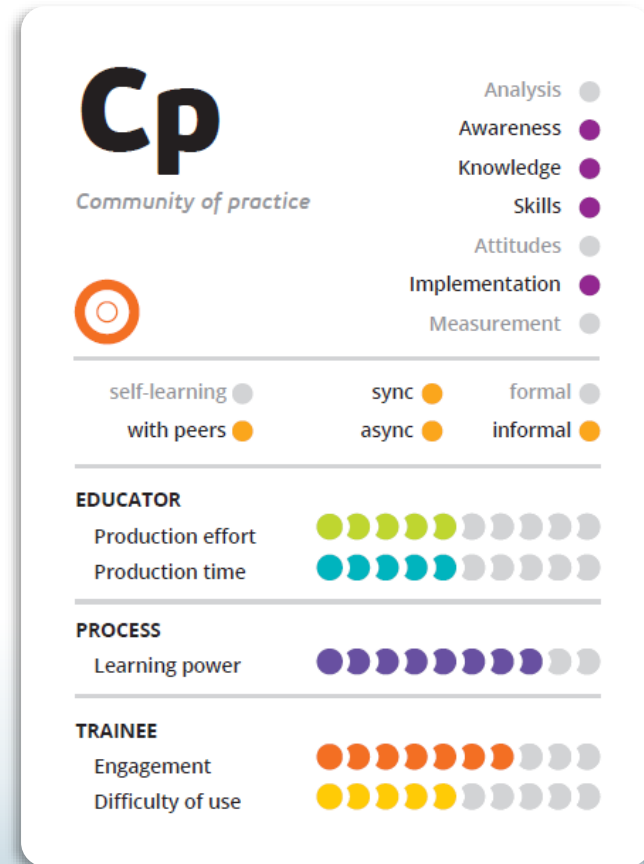 Cp
Community of practice
Analysis
Awareness
Knowledge
Skills
Attitudes
Implementation
Measurement
self-learning sync formal
with peers async informal
EDUCATOR
Production effort
Production time
PROCESS
Learning power
TRAINEE
Engagement
Difficulty of use